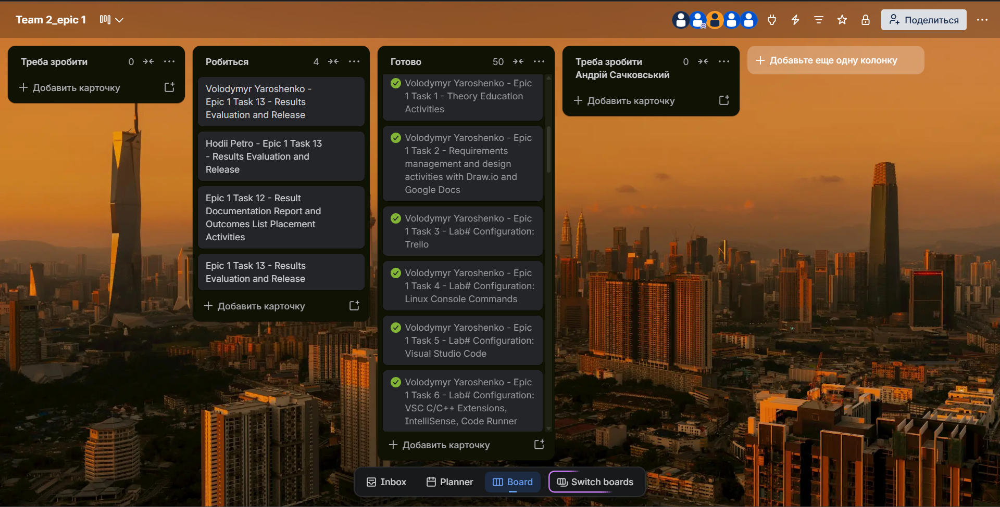 Team 2_epic 1
Поделиться
Треба зробити 0
Добавить карточку
Робиться 4
Volodymyr Yaroshenko -
Epic 1 Task 13 - Results
Evaluation and Release
Hodii Petro - Epic 1 Task 13
- Results Evaluation and
Release
Epic 1 Task 12 - Result
Documentation Report and
Outcomes List Placement
Activities
Epic 1 Task 13 - Results
Evaluation and Release
Добавить карточку
Готово 50
Volodymyr Yaroshenko - Epic
1 Task 1 - Theory Education
Activities
Volodymyr Yaroshenko - Epic
1 Task 2 - Requirements
management and design
activities with Draw.io and
Google Docs
Volodymyr Yaroshenko - Epic
1 Task 3 - Lab# Configuration:
Trello
Volodymyr Yaroshenko - Epic
1 Task 4 - Lab# Configuration:
Linux Console Commands
Volodymyr Yaroshenko - Epic
1 Task 5 - Lab# Configuration:
Visual Studio Code
Volodymyr Yaroshenko - Epic
1 Task 6 - Lab# Configuration:
VSC C/C++ Extensions,
IntelliSense, Code Runner
Добавить карточку
Треба зробити 0
Андрій Сачковський
Добавить карточку
Добавьте еще одну колонку
Inbox
Planner
Board
Switch boards